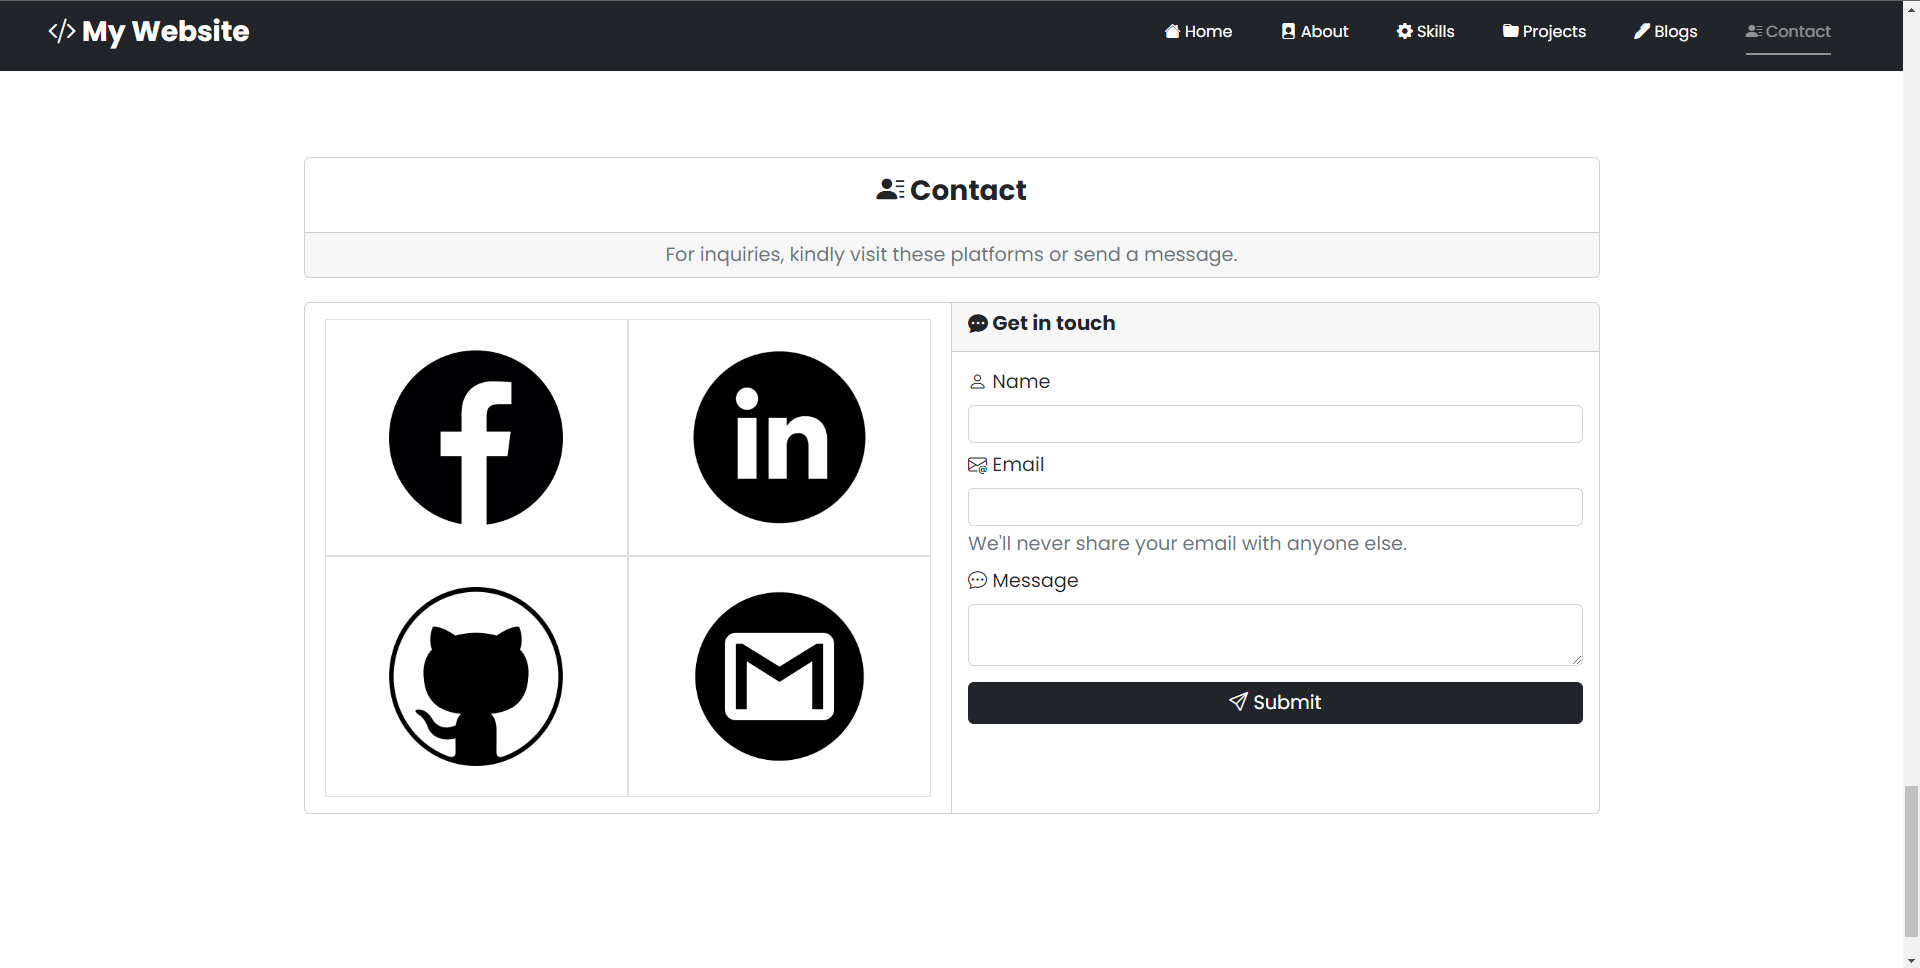 </> My Website
Home
About
Skills
Projects
Blogs
Contact
Contact
For inquiries, kindly visit these platforms or send a message.
f
in
M
Get in touch
Name
Email
We'll never share your email with anyone else.
Message
Submit